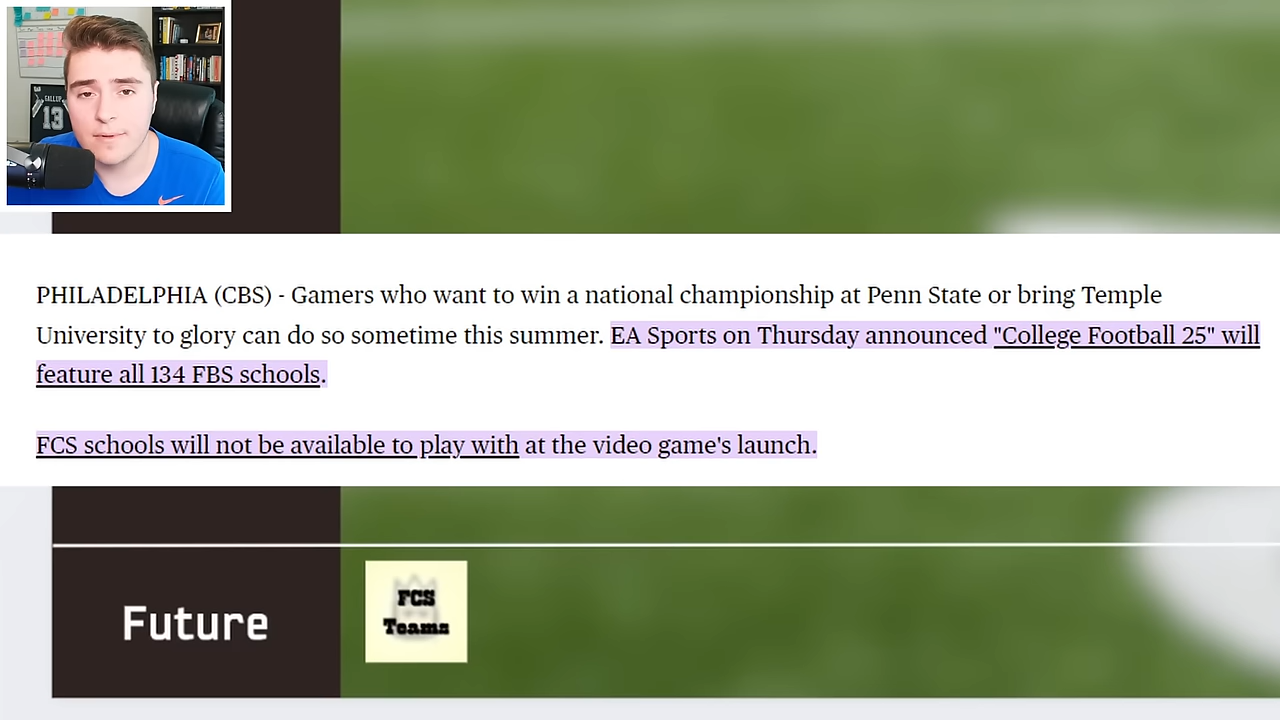 GALLUP
13
PHILADELPHIA (CBS) - Gamers who want to win a national championship at Penn State or bring Temple
University to glory can do so sometime this summer. EA Sports on Thursday announced "College Football 25" will
feature all 134 FBS schools.
FCS schools will not be available to play with at the video game's launch.
Future
FCS
Teams